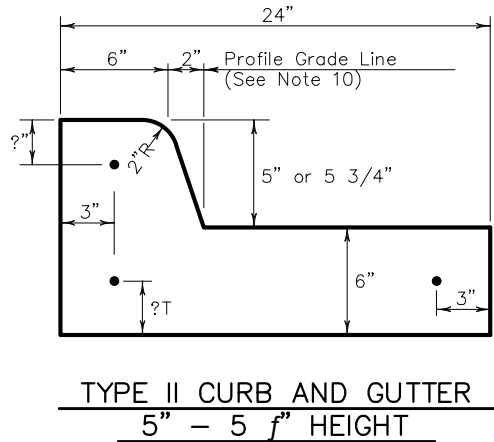 24"
6"
2"
Profile Grade Line
(See Note 10)
?"
2"R
5" or 5 3/4"
3"
6"
?T
3"
TYPE II CURB AND GUTTER
5" – 5 ƒ" HEIGHT